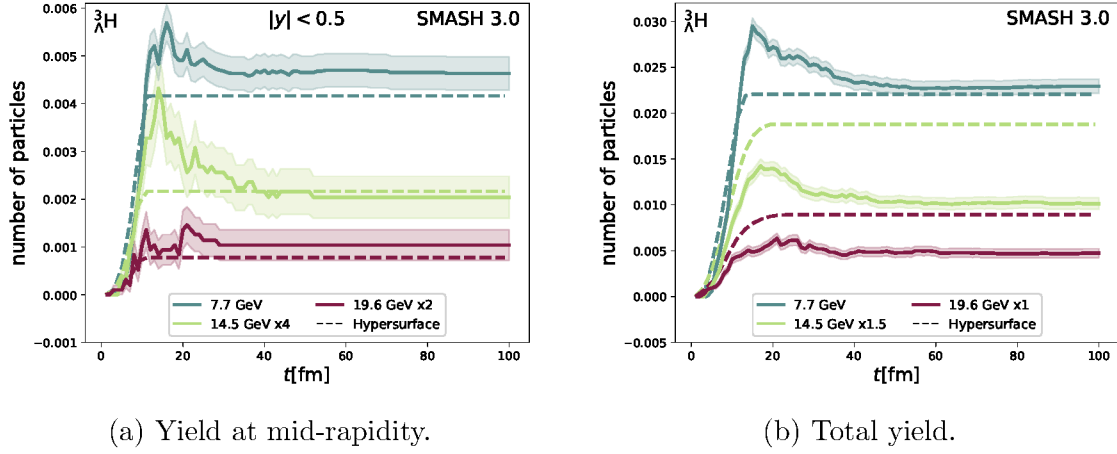 ³ΛH |y| < 0.5 SMASH 3.0
number of particles
0.006
0.005
0.004
0.003
0.002
0.001
0.000
−0.001
7.7 GeV 19.6 GeV x2
14.5 GeV x4 Hypersurface
0 20 40 60 80 100
t[fm]
(a) Yield at mid-rapidity.
³ΛH SMASH 3.0
number of particles
0.030
0.025
0.020
0.015
0.010
0.005
0.000
−0.005
7.7 GeV 19.6 GeV x1
14.5 GeV x1.5 Hypersurface
0 20 40 60 80 100
t[fm]
(b) Total yield.